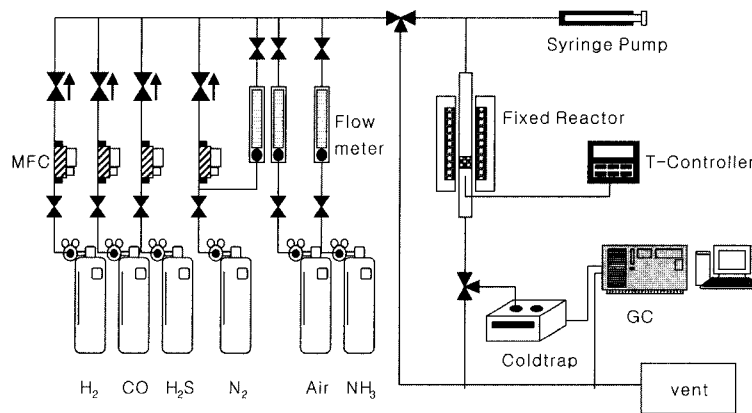 Syringe Pump
Flow
meter
Fixed Reactor
MFC
T-Controller
GC
Coldtrap
H₂ CO H₂S N₂ Air NH₃
vent